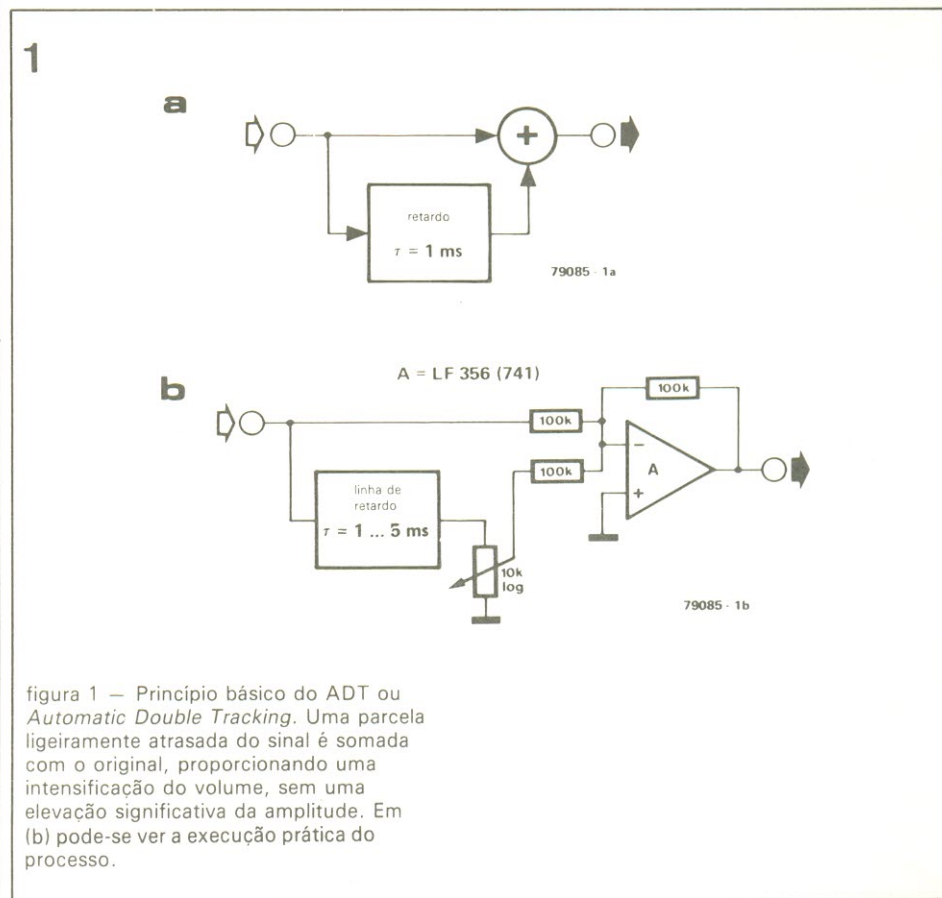 1
a
+
retardo
τ = 1 ms
79085 - 1a
b
A = LF 356 (741)
100k
100k
100k
−
A
+
linha de
retardo
τ = 1 ... 5 ms
10k
log
79085 - 1b
figura 1 — Princípio básico do ADT ou
Automatic Double Tracking. Uma parcela
ligeiramente atrasada do sinal é somada
com o original, proporcionando uma
intensificação do volume, sem uma
elevação significativa da amplitude. Em
(b) pode-se ver a execução prática do
processo.